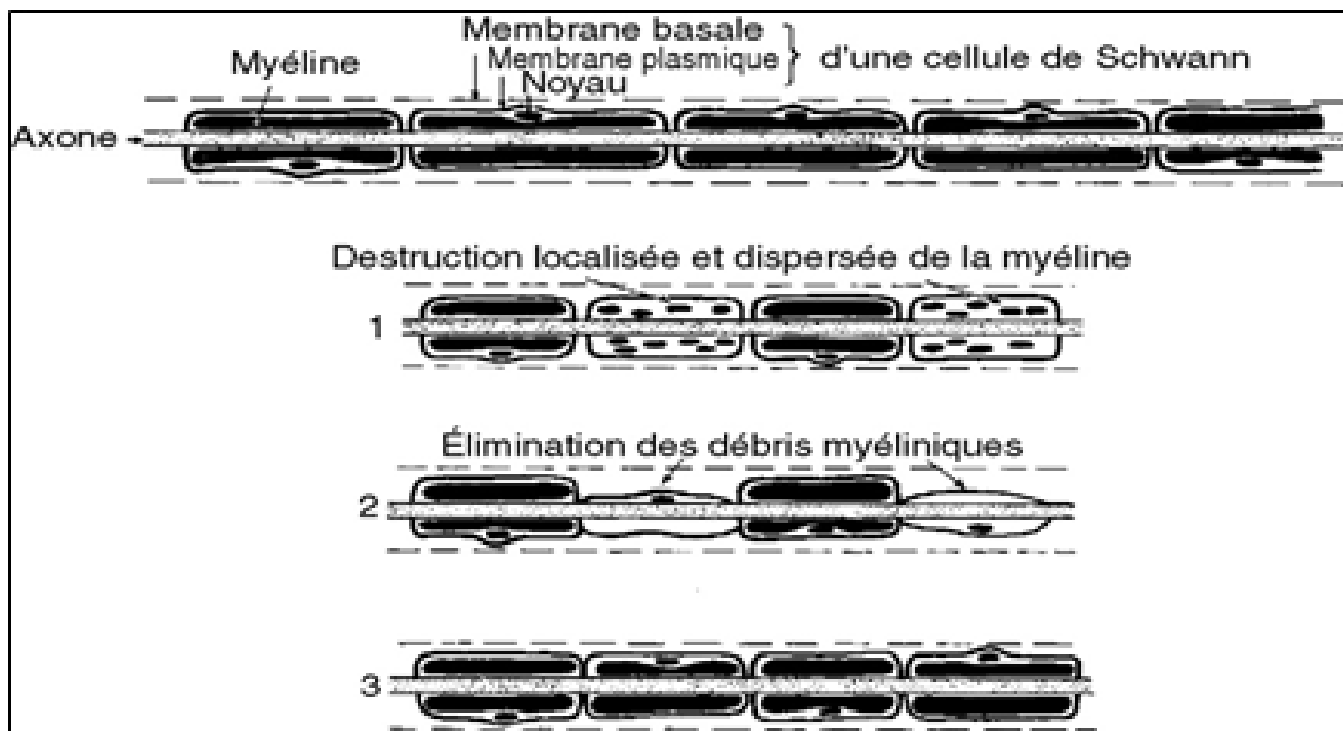 Membrane basale
Membrane plasmique
d'une cellule de Schwann
Myéline
Noyau
Axone
Destruction localisée et dispersée de la myéline
1
Élimination des débris myéliniques
2
3